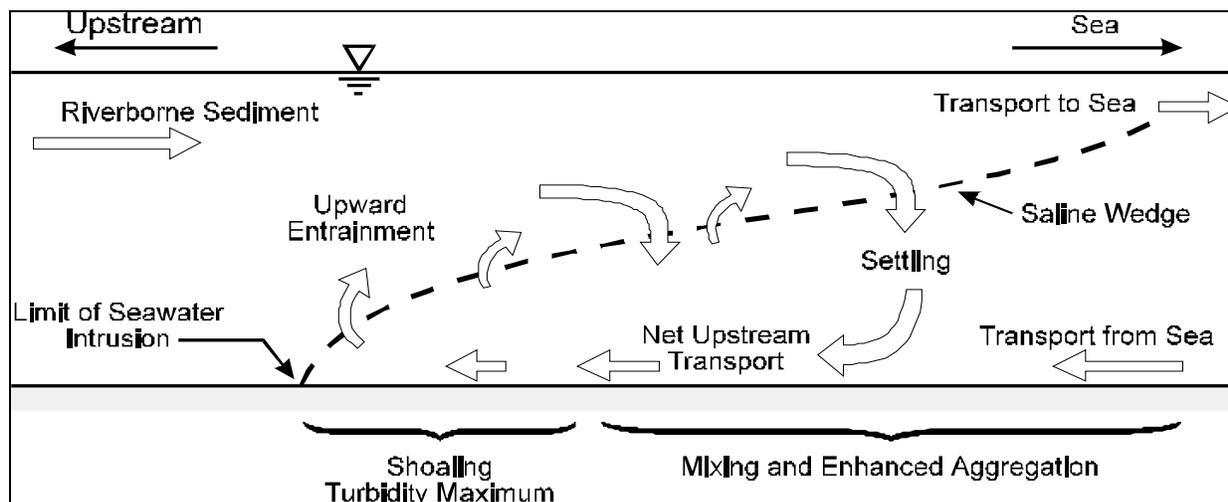 Upstream
Sea
Riverborne Sediment
Transport to Sea
Upward
Entrainment
Saline Wedge
Settling
Limit of Seawater
Intrusion
Net Upstream
Transport
Transport from Sea
Shoaling
Turbidity Maximum
Mixing and Enhanced Aggregation